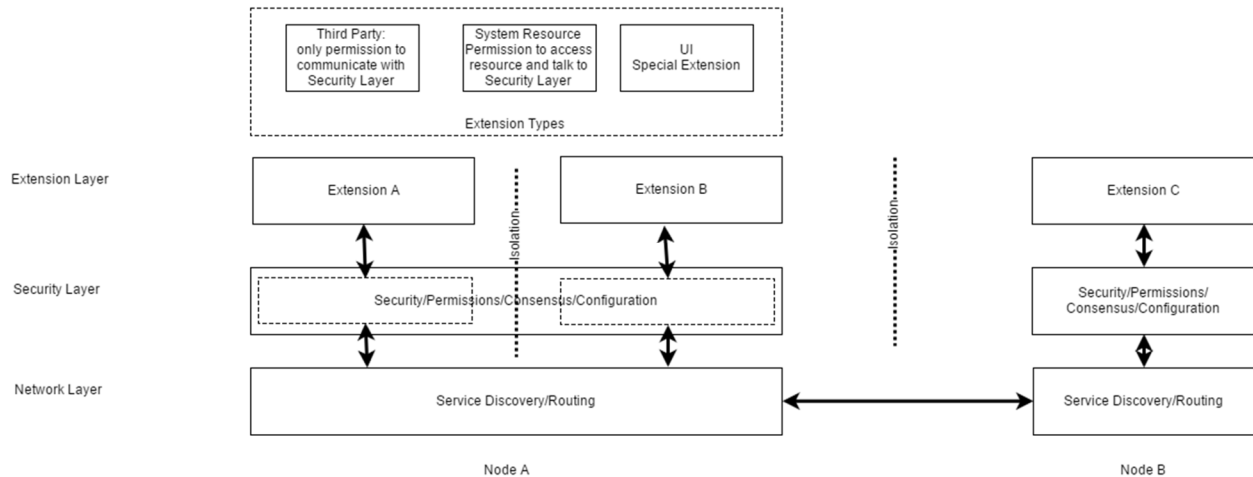 Third Party:
only permission to
communicate with
Security Layer
System Resource
Permission to access
resource and talk to
Security Layer
UI
Special Extension
Extension Types
Extension Layer
Extension A
Isolation
Extension B
Isolation
Extension C
Security Layer
Security/Permissions/Consensus/Configuration
Security/Permissions/
Consensus/Configuration
Network Layer
Service Discovery/Routing
Service Discovery/Routing
Node A
Node B